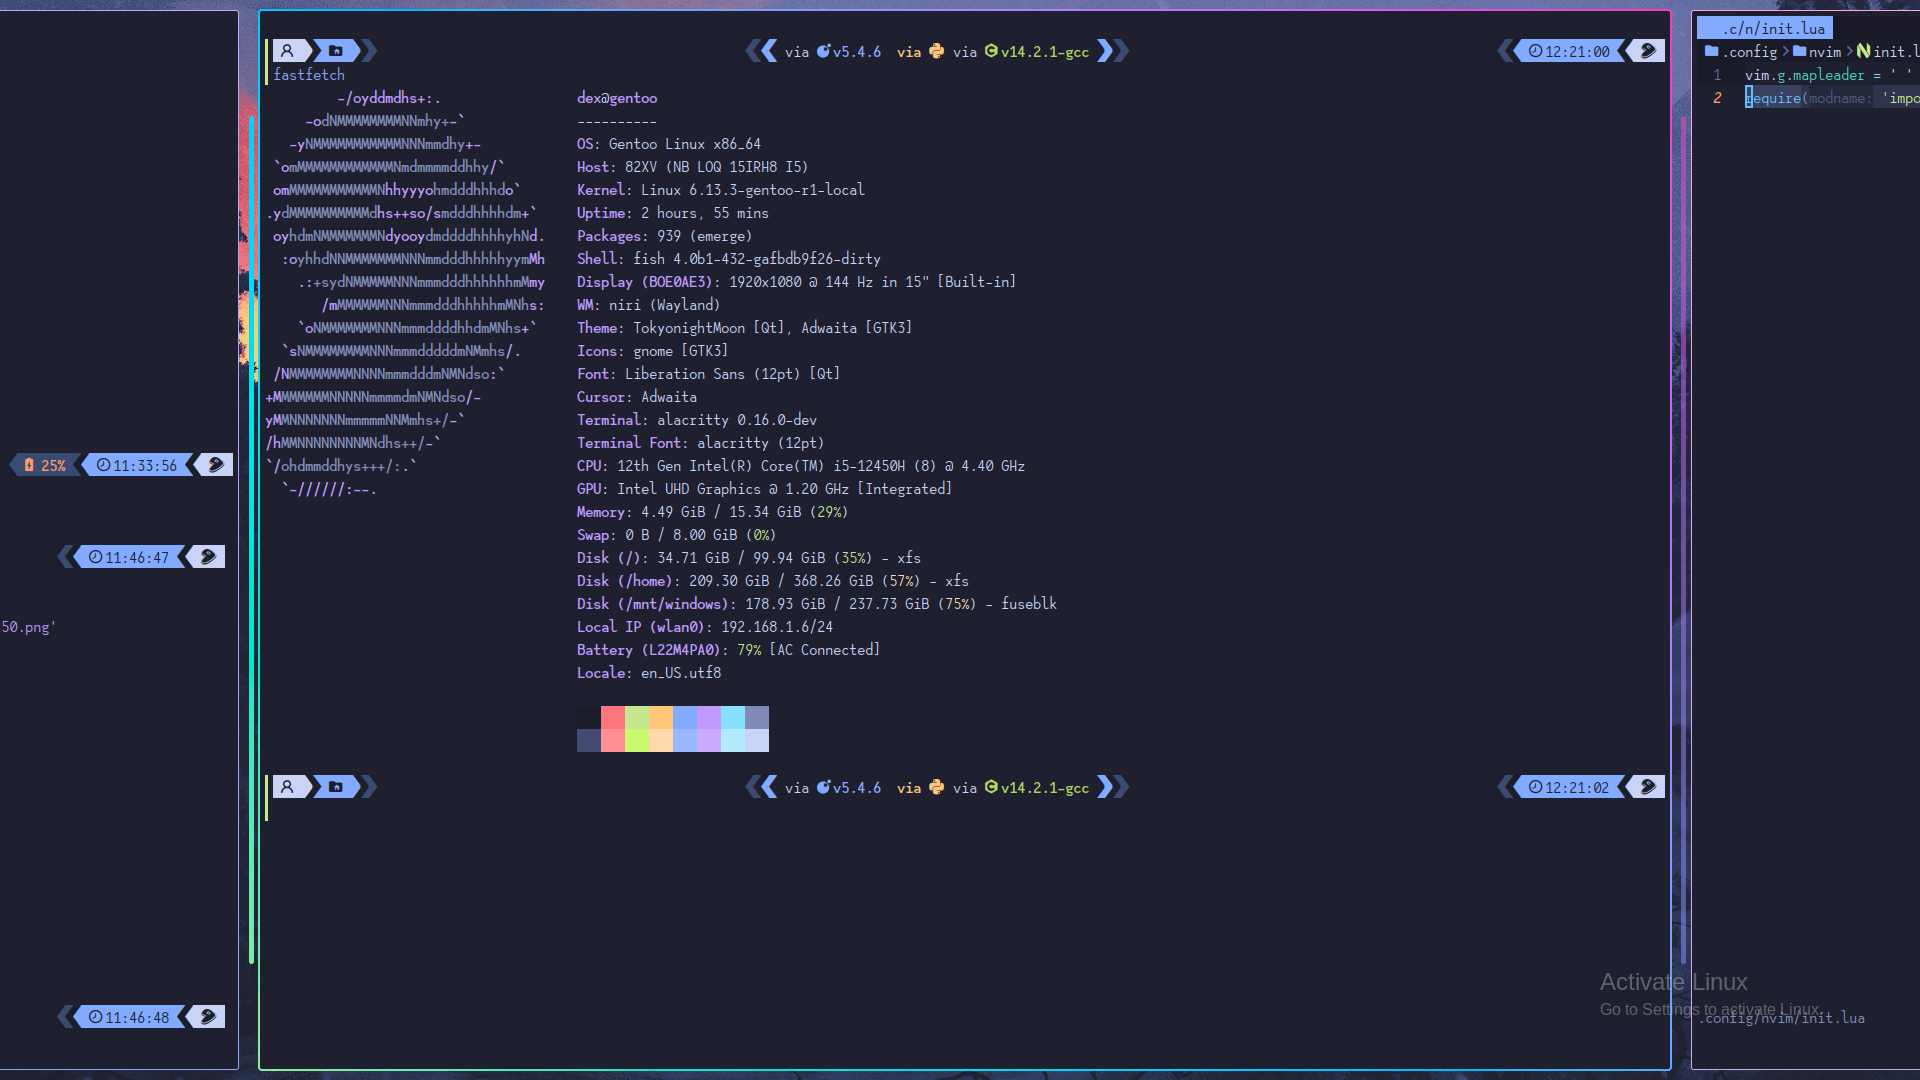 25% 11:33:56
11:46:47
50.png'
11:46:48
via v5.4.6 via via v14.2.1-gcc 12:21:00
fastfetch
-/oyddmdhs+:.
-odNMMMMMMMMNNmhy+-`
-yNMMMMMMMMMMMNNNmmdhy+-
`omMMMMMMMMMMMMNmdmmmmddhhy/`
omMMMMMMMMMMMNhhyyyohmdddhhhdo`
.ydMMMMMMMMMMdhs++so/smdddhhhhdm+`
oyhdmNMMMMMMMNdyooydmddddhhhhyhNd.
:oyhhdNNMMMMMMMNNNmmdddhhhhhyymMh
.:+sydNMMMMMNNNmmmdddhhhhhhmMmy
/mMMMMMMNNNmmmdddhhhhhmMNhs:
`oNMMMMMMMNNNmmmddddhhdmMNhs+`
`sNMMMMMMMMNNNmmmdddddmNMmhs/.
/NMMMMMMMMNNNNmmmdddmNMNdso:`
+MMMMMMMNNNNNmmmmdmNMNdso/-
yMMNNNNNNNmmmmmNNMmhs+/-`
/hMMNNNNNNNNMNdhs++/-`
`/ohdmmddhys+++/:.`
`-//////:--.
dex@gentoo
----------
OS: Gentoo Linux x86_64
Host: 82XV (NB LOQ 15IRH8 I5)
Kernel: Linux 6.13.3-gentoo-r1-local
Uptime: 2 hours, 55 mins
Packages: 939 (emerge)
Shell: fish 4.0b1-432-gafbdb9f26-dirty
Display (BOE0AE3): 1920x1080 @ 144 Hz in 15" [Built-in]
WM: niri (Wayland)
Theme: TokyonightMoon [Qt], Adwaita [GTK3]
Icons: gnome [GTK3]
Font: Liberation Sans (12pt) [Qt]
Cursor: Adwaita
Terminal: alacritty 0.16.0-dev
Terminal Font: alacritty (12pt)
CPU: 12th Gen Intel(R) Core(TM) i5-12450H (8) @ 4.40 GHz
GPU: Intel UHD Graphics @ 1.20 GHz [Integrated]
Memory: 4.49 GiB / 15.34 GiB (29%)
Swap: 0 B / 8.00 GiB (0%)
Disk (/): 34.71 GiB / 99.94 GiB (35%) - xfs
Disk (/home): 209.30 GiB / 368.26 GiB (57%) - xfs
Disk (/mnt/windows): 178.93 GiB / 237.73 GiB (75%) - fuseblk
Local IP (wlan0): 192.168.1.6/24
Battery (L22M4PA0): 79% [AC Connected]
Locale: en_US.utf8
via v5.4.6 via via v14.2.1-gcc 12:21:02
.c/n/init.lua
.config > nvim > init.l
1 vim.g.mapleader = ' '
2 require(modname: 'impo
Activate Linux
Go to Settings to activate Linux.
.config/nvim/init.lua